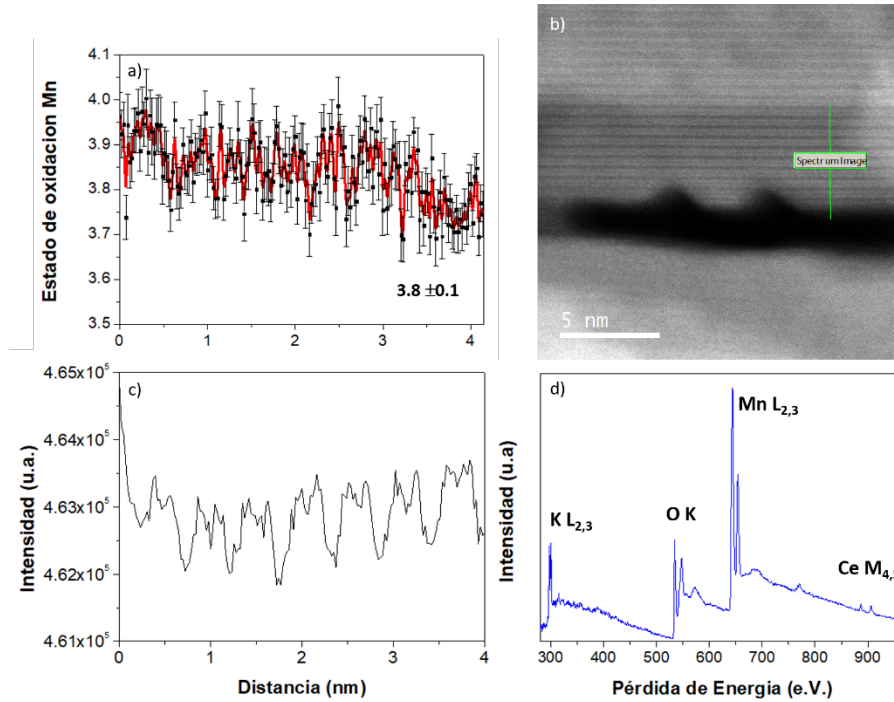 a)
Estado de oxidacion Mn
4.1
4.0
3.9
3.8
3.7
3.6
3.5
0 1 2 3 4
3.8 ±0.1
b)
Spectrum Image
5 nm
c)
Intensidad (u.a.)
4.65x10⁵
4.64x10⁵
4.63x10⁵
4.62x10⁵
4.61x10⁵
0 1 2 3 4
Distancia (nm)
d)
Intensidad (u.a)
K L₂,₃
O K
Mn L₂,₃
Ce M₄,
300 400 500 600 700 800 900
Pérdida de Energia (e.V.)